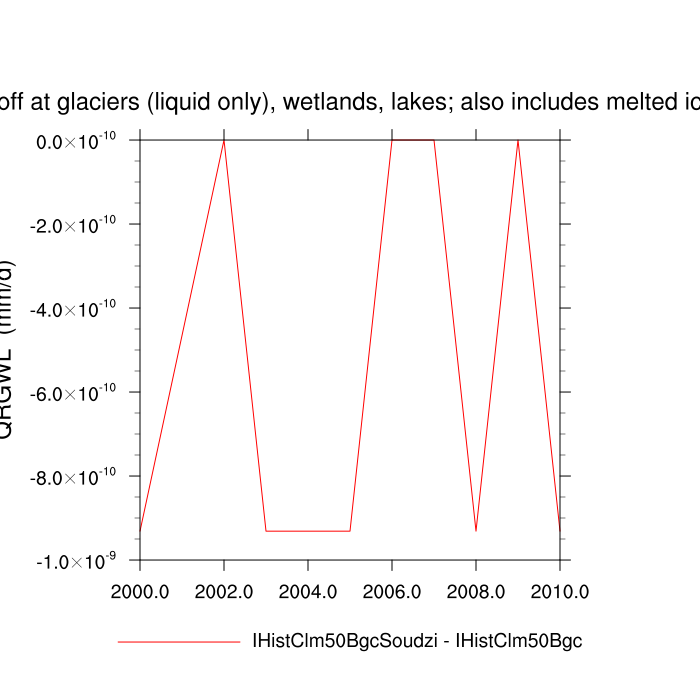 off at glaciers (liquid only), wetlands, lakes; also includes melted ic
0.0×10⁻¹⁰
-2.0×10⁻¹⁰
-4.0×10⁻¹⁰
-6.0×10⁻¹⁰
-8.0×10⁻¹⁰
-1.0×10⁻⁹
QRGWL (mm/d)
2000.0 2002.0 2004.0 2006.0 2008.0 2010.0
IHistClm50BgcSoudzi - IHistClm50Bgc